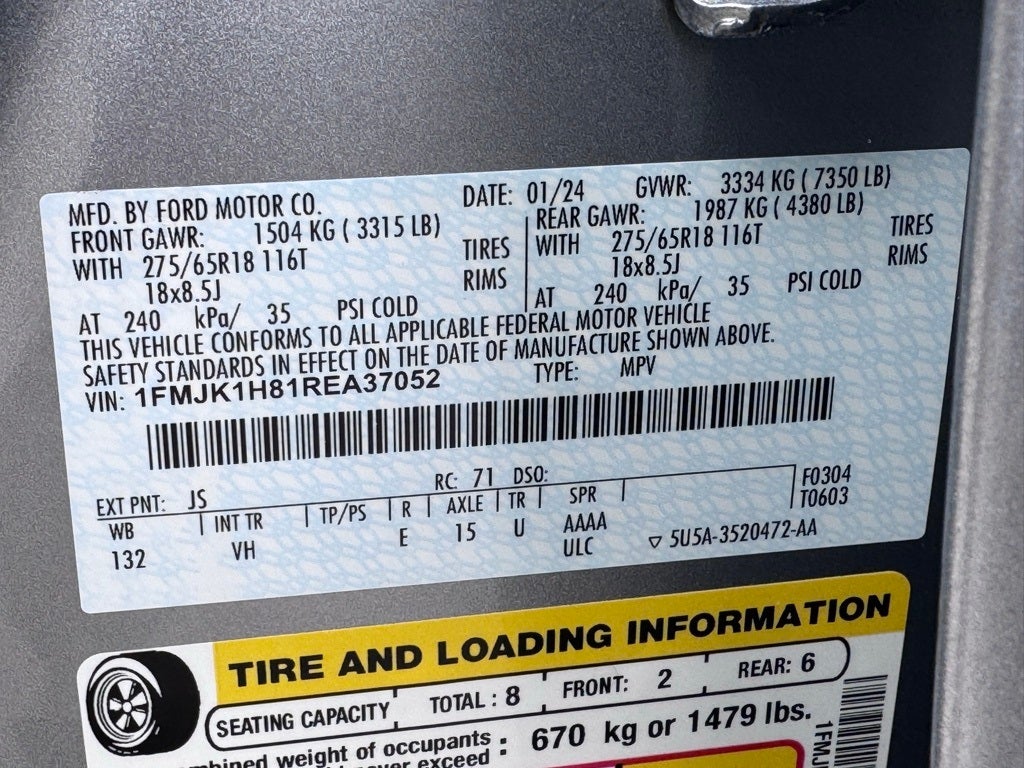 MFD. BY FORD MOTOR CO.
DATE: 01/24 GVWR: 3334 KG ( 7350 LB)
FRONT GAWR: 1504 KG ( 3315 LB)
WITH 275/65R18 116T TIRES
18x8.5J RIMS
AT 240 kPa/ 35 PSI COLD
REAR GAWR: 1987 KG ( 4380 LB)
WITH 275/65R18 116T TIRES
18x8.5J RIMS
AT 240 kPa/ 35 PSI COLD
THIS VEHICLE CONFORMS TO ALL APPLICABLE FEDERAL MOTOR VEHICLE
SAFETY STANDARDS IN EFFECT ON THE DATE OF MANUFACTURE SHOWN ABOVE.
VIN: 1FMJK1H81REA37052 TYPE: MPV
EXT PNT: JS RC: 71 DSO: F0304
WB INT TR TP/PS R AXLE TR SPR T0603
132 VH E 15 U AAAA
ULC ▽ 5U5A-3520472-AA
TIRE AND LOADING INFORMATION
SEATING CAPACITY TOTAL : 8 FRONT: 2 REAR: 6
weight of occupants : 670 kg or 1479 lbs.
exceed
1FMJ